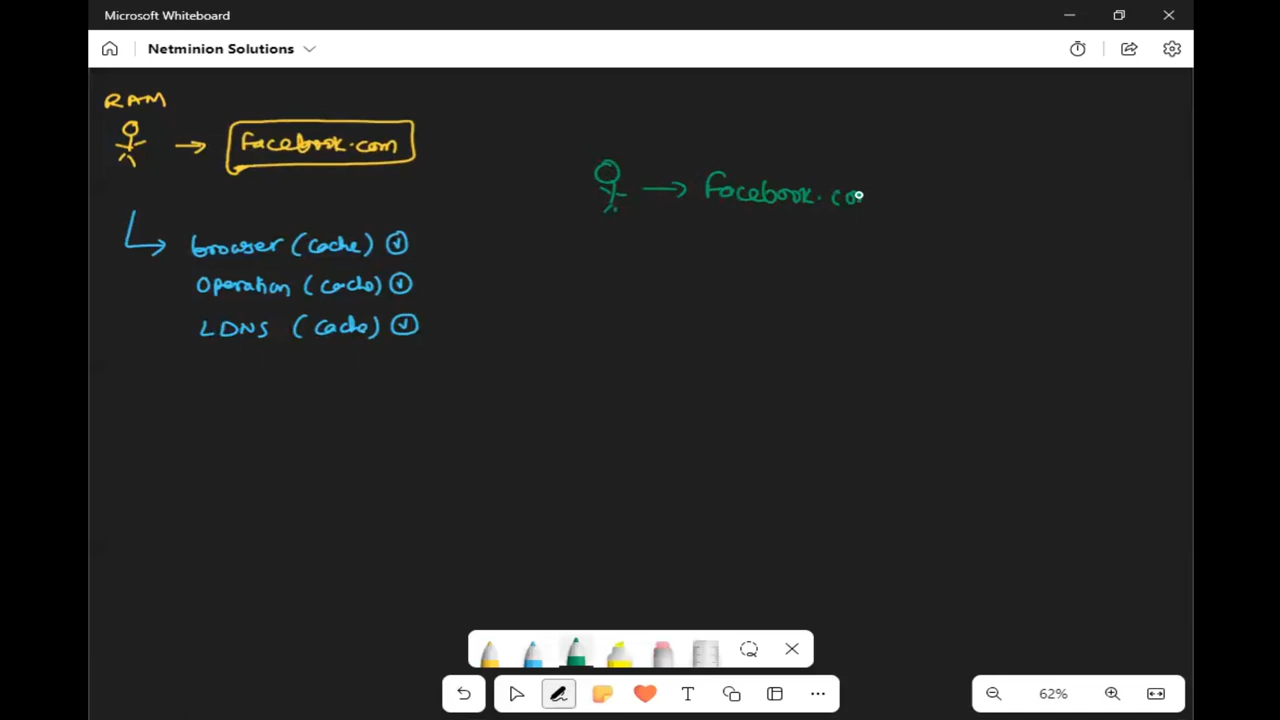 Microsoft Whiteboard
Netminion Solutions
RAM
facebook.com
facebook.co
browser (cache)
Operation (cache)
LDNS (cache)
62%